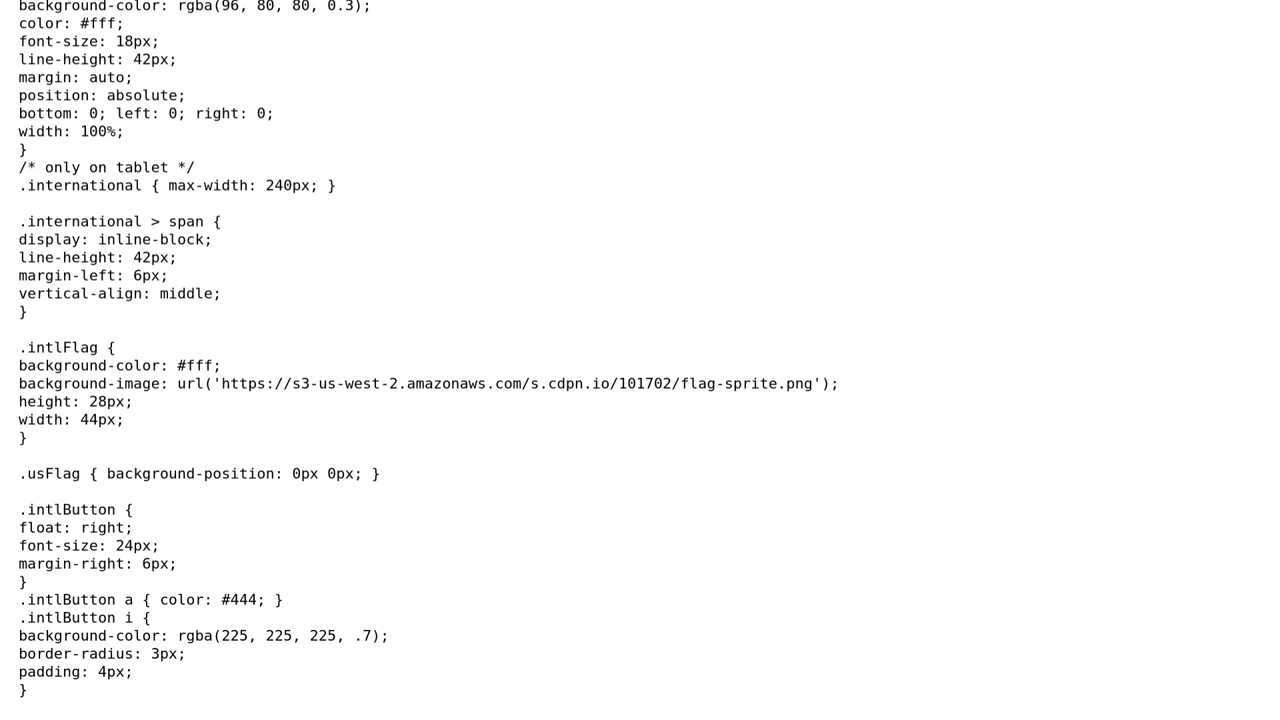 background-color: rgba(96, 80, 80, 0.3);
color: #fff;
font-size: 18px;
line-height: 42px;
margin: auto;
position: absolute;
bottom: 0; left: 0; right: 0;
width: 100%;
}
/* only on tablet */
.international { max-width: 240px; }

.international > span {
display: inline-block;
line-height: 42px;
margin-left: 6px;
vertical-align: middle;
}

.intlFlag {
background-color: #fff;
background-image: url('https://s3-us-west-2.amazonaws.com/s.cdpn.io/101702/flag-sprite.png');
height: 28px;
width: 44px;
}

.usFlag { background-position: 0px 0px; }

.intlButton {
float: right;
font-size: 24px;
margin-right: 6px;
}
.intlButton a { color: #444; }
.intlButton i {
background-color: rgba(225, 225, 225, .7);
border-radius: 3px;
padding: 4px;
}